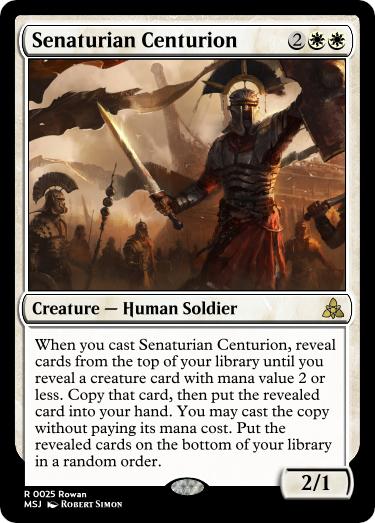 Senaturian Centurion 2
Creature — Human Soldier
When you cast Senaturian Centurion, reveal
cards from the top of your library until you
reveal a creature card with mana value 2 or
less. Copy that card, then put the revealed
card into your hand. You may cast the copy
without paying its mana cost. Put the
revealed cards on the bottom of your library
in a random order.
2/1
R 0025 Rowan
MSJ Robert Simon